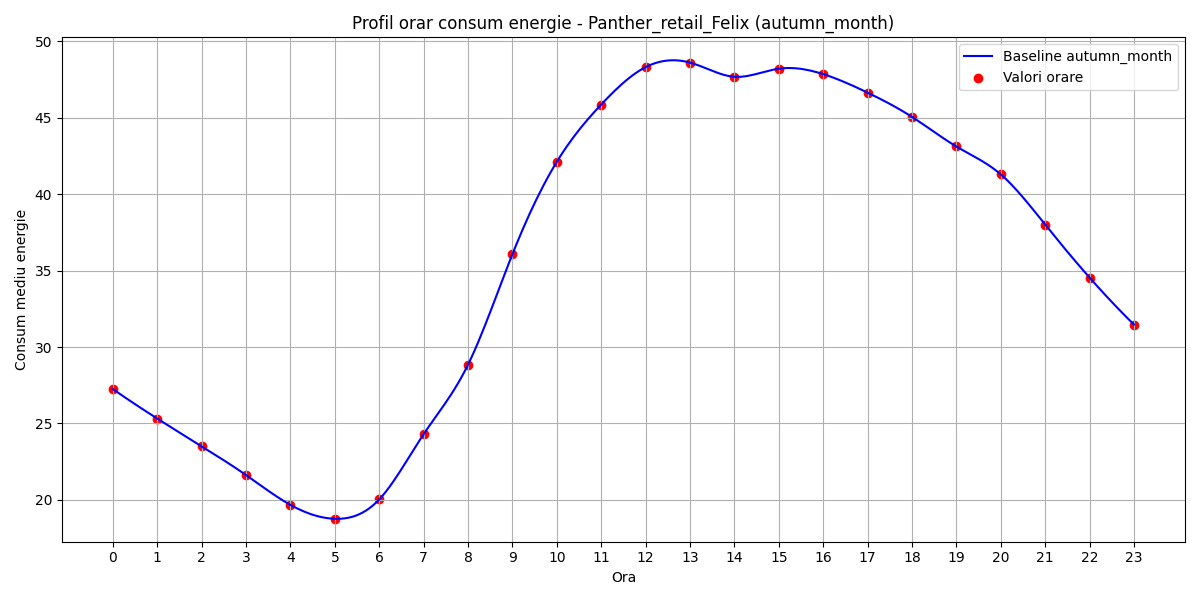 Profil orar consum energie - Panther_retail_Felix (autumn_month)
Baseline autumn_month
Valori orare
Consum mediu energie
50
45
40
35
30
25
20
0 1 2 3 4 5 6 7 8 9 10 11 12 13 14 15 16 17 18 19 20 21 22 23
Ora